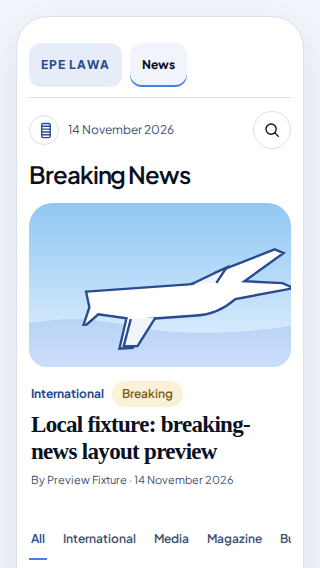 EPE LAWA
News
14 November 2026
Breaking News
International
Breaking
Local fixture: breaking-
news layout preview
By Preview Fixture · 14 November 2026
All
International
Media
Magazine